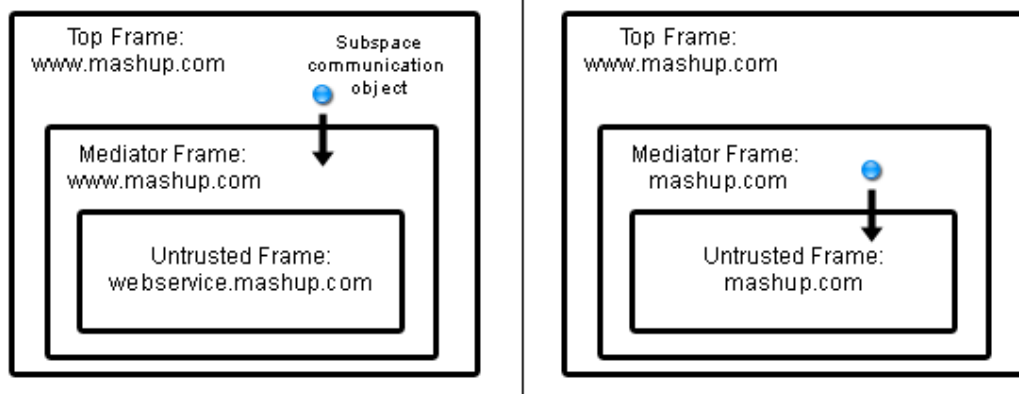 Top Frame:
www.mashup.com
Subspace
communication
object
Mediator Frame:
www.mashup.com
Untrusted Frame:
webservice.mashup.com
Top Frame:
www.mashup.com
Mediator Frame:
mashup.com
Untrusted Frame:
mashup.com